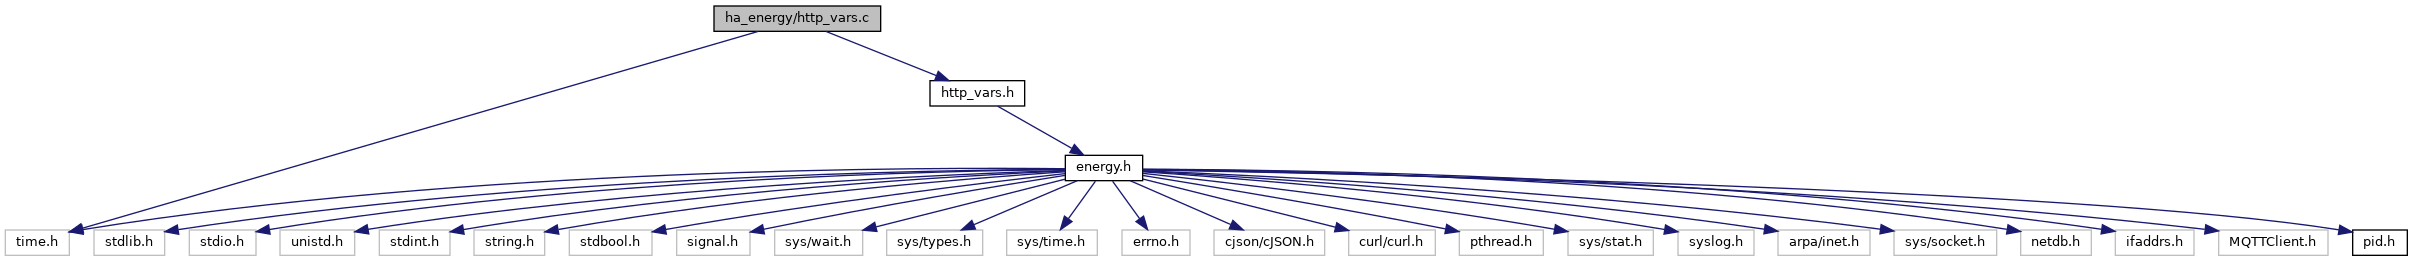 ha_energy/http_vars.c
http_vars.h
energy.h
time.h
stdlib.h
stdio.h
unistd.h
stdint.h
string.h
stdbool.h
signal.h
sys/wait.h
sys/types.h
sys/time.h
errno.h
cjson/cJSON.h
curl/curl.h
pthread.h
sys/stat.h
syslog.h
arpa/inet.h
sys/socket.h
netdb.h
ifaddrs.h
MQTTClient.h
pid.h